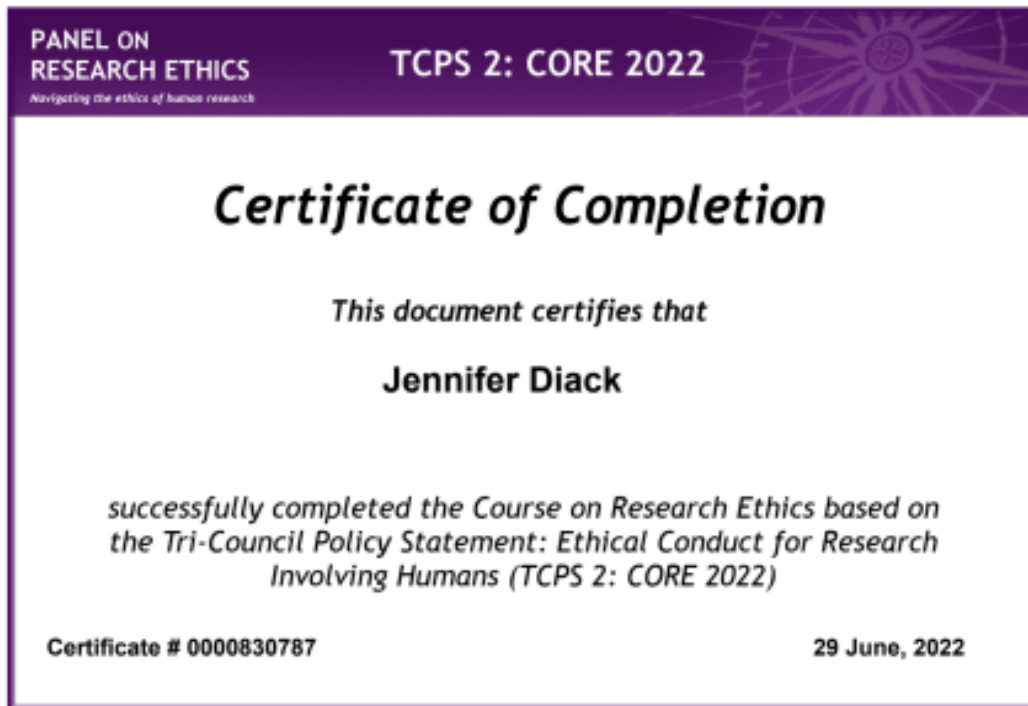 PANEL ON
RESEARCH ETHICS
Navigating the ethics of human research
TCPS 2: CORE 2022
Certificate of Completion
This document certifies that
Jennifer Diack
successfully completed the Course on Research Ethics based on
the Tri-Council Policy Statement: Ethical Conduct for Research
Involving Humans (TCPS 2: CORE 2022)
Certificate # 0000830787
29 June, 2022